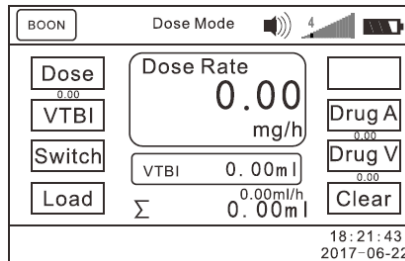 BOON
Dose Mode
4
Dose
0.00
VTBI
Switch
Load
Dose Rate
0.00
mg/h
VTBI 0.00ml
0.00ml/h
Σ 0.00ml
Drug A
0.00
Drug V
0.00
Clear
18:21:43
2017-06-22